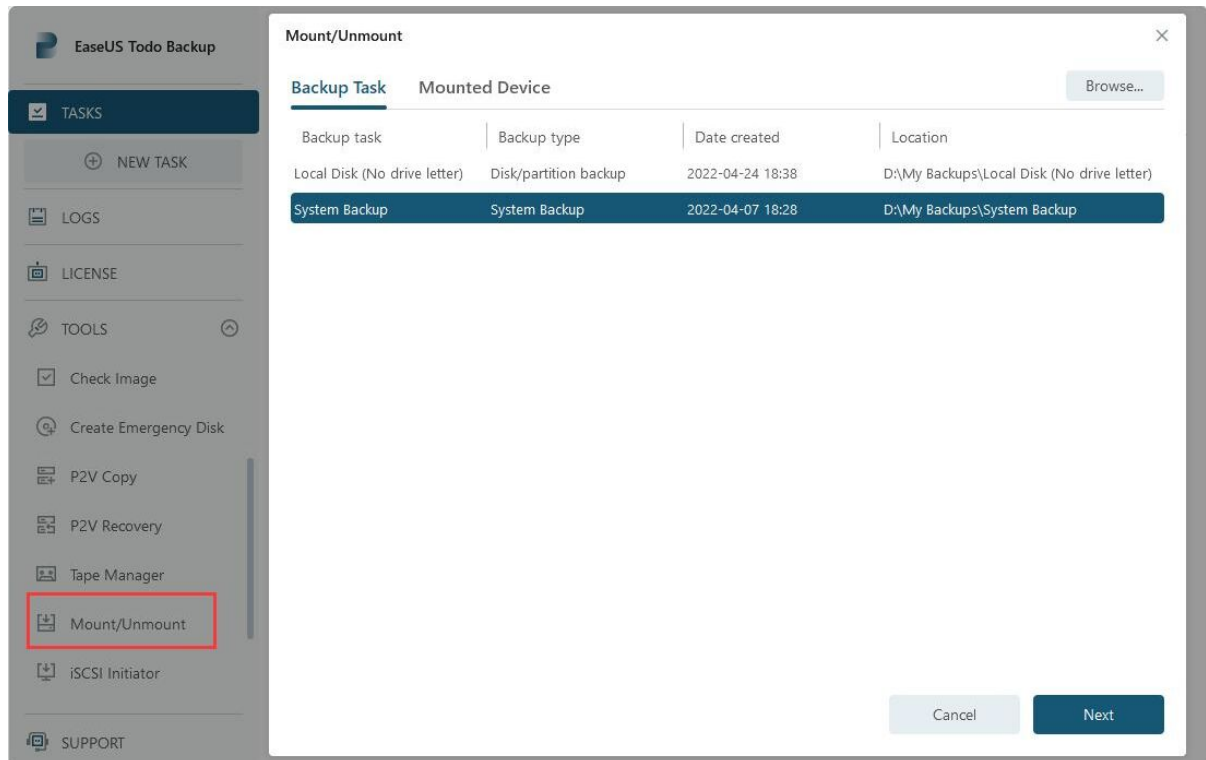 EaseUS Todo Backup
TASKS
NEW TASK
LOGS
LICENSE
TOOLS
Check Image
Create Emergency Disk
P2V Copy
P2V Recovery
Tape Manager
Mount/Unmount
iSCSI Initiator
SUPPORT
Mount/Unmount
Backup Task Mounted Device Browse...
Backup task Backup type Date created Location
Local Disk (No drive letter) Disk/partition backup 2022-04-24 18:38 D:\My Backups\Local Disk (No drive letter)
System Backup System Backup 2022-04-07 18:28 D:\My Backups\System Backup
Cancel Next